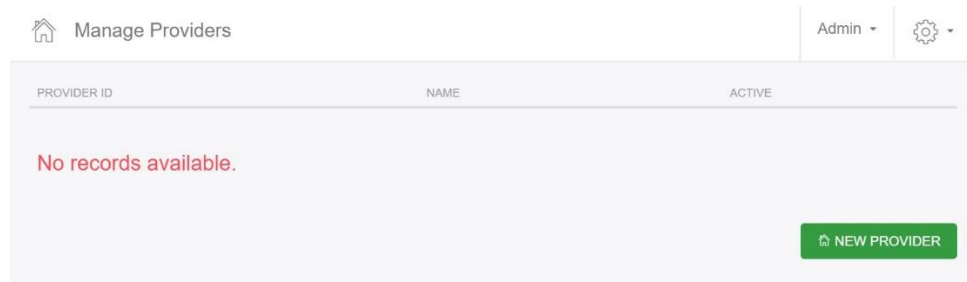 Manage Providers
Admin
PROVIDER ID NAME ACTIVE
No records available.
NEW PROVIDER